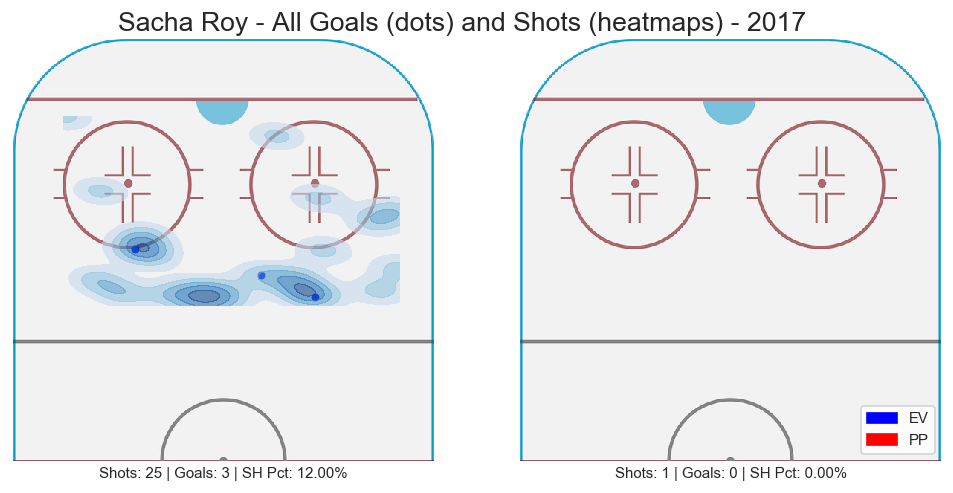 Sacha Roy - All Goals (dots) and Shots (heatmaps) - 2017
EV
PP
Shots: 25 | Goals: 3 | SH Pct: 12.00%
Shots: 1 | Goals: 0 | SH Pct: 0.00%